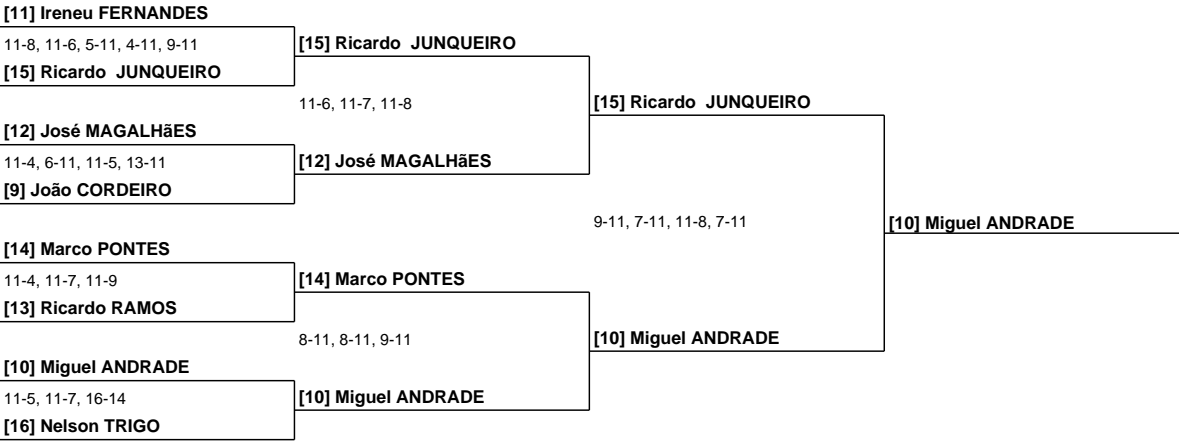 [11] Ireneu FERNANDES
11-8, 11-6, 5-11, 4-11, 9-11
[15] Ricardo  JUNQUEIRO
[15] Ricardo  JUNQUEIRO
11-6, 11-7, 11-8
[15] Ricardo  JUNQUEIRO
[12] José MAGALHãES
11-4, 6-11, 11-5, 13-11
[12] José MAGALHãES
[9] João CORDEIRO
9-11, 7-11, 11-8, 7-11
[10] Miguel ANDRADE
[14] Marco PONTES
11-4, 11-7, 11-9
[14] Marco PONTES
[13] Ricardo RAMOS
8-11, 8-11, 9-11
[10] Miguel ANDRADE
[10] Miguel ANDRADE
11-5, 11-7, 16-14
[10] Miguel ANDRADE
[16] Nelson TRIGO